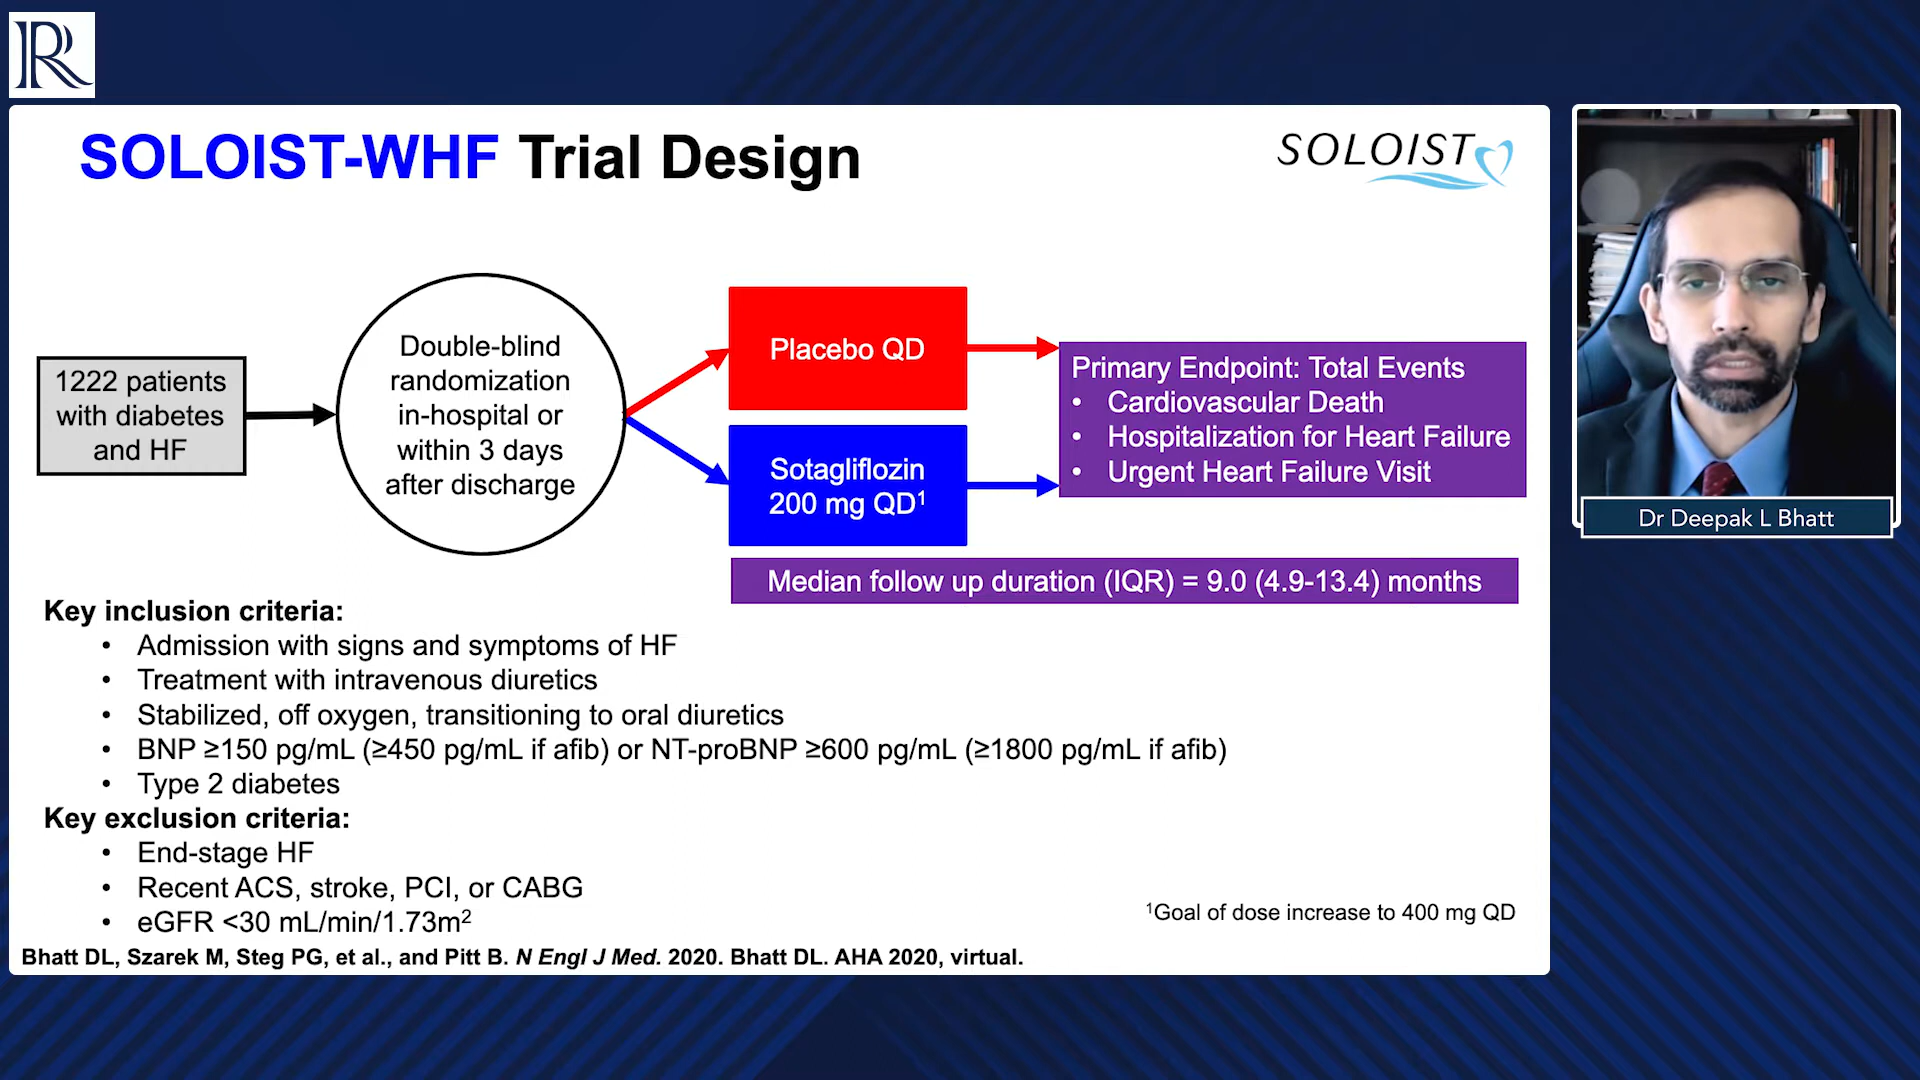 R
SOLOIST-WHF Trial Design
SOLOIST
1222 patients
with diabetes
and HF
Double-blind
randomization
in-hospital or
within 3 days
after discharge
Placebo QD
Sotagliflozin
200 mg QD¹
Primary Endpoint: Total Events
• Cardiovascular Death
• Hospitalization for Heart Failure
• Urgent Heart Failure Visit
Median follow up duration (IQR) = 9.0 (4.9-13.4) months
Dr Deepak L Bhatt
Key inclusion criteria:
• Admission with signs and symptoms of HF
• Treatment with intravenous diuretics
• Stabilized, off oxygen, transitioning to oral diuretics
• BNP ≥150 pg/mL (≥450 pg/mL if afib) or NT-proBNP ≥600 pg/mL (≥1800 pg/mL if afib)
• Type 2 diabetes
Key exclusion criteria:
• End-stage HF
• Recent ACS, stroke, PCI, or CABG
• eGFR <30 mL/min/1.73m²
¹Goal of dose increase to 400 mg QD
Bhatt DL, Szarek M, Steg PG, et al., and Pitt B. N Engl J Med. 2020. Bhatt DL. AHA 2020, virtual.